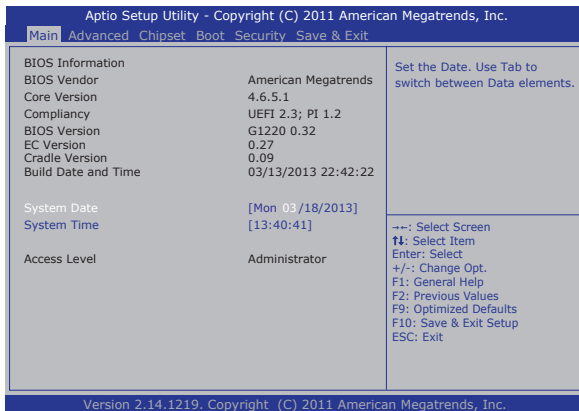 Aptio Setup Utility - Copyright (C) 2011 American Megatrends, Inc.
Main Advanced Chipset Boot Security Save & Exit
BIOS Information
BIOS Vendor American Megatrends
Core Version 4.6.5.1
Compliancy UEFI 2.3; PI 1.2
BIOS Version G1220 0.32
EC Version 0.27
Cradle Version 0.09
Build Date and Time 03/13/2013 22:42:22
System Date [Mon 03/18/2013]
System Time [13:40:41]
Access Level Administrator
Set the Date. Use Tab to
switch between Data elements.
→←: Select Screen
↑↓: Select Item
Enter: Select
+/-: Change Opt.
F1: General Help
F2: Previous Values
F9: Optimized Defaults
F10: Save & Exit Setup
ESC: Exit
Version 2.14.1219. Copyright (C) 2011 American Megatrends, Inc.